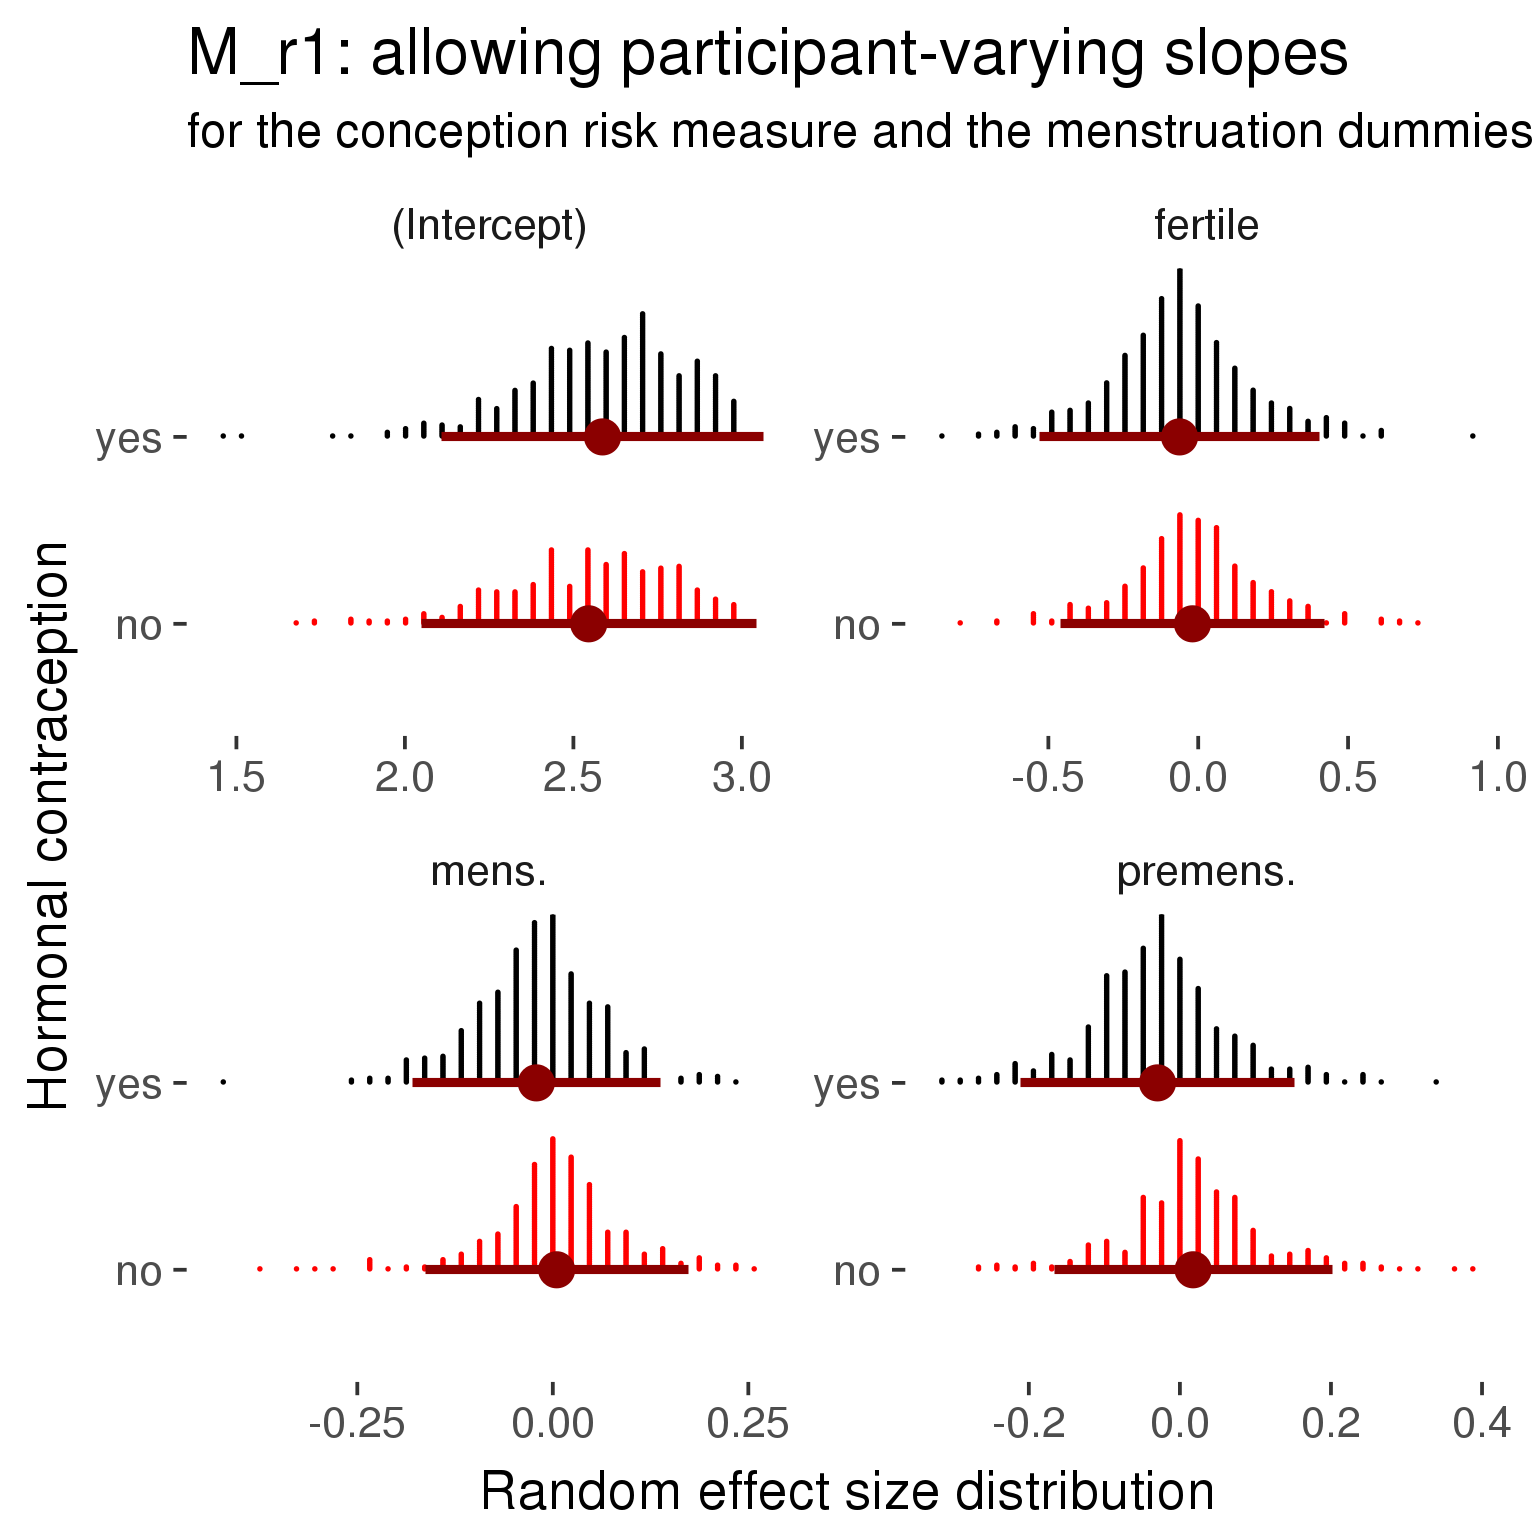 M_r1: allowing participant-varying slopes
for the conception risk measure and the menstruation dummies
(Intercept)
fertile
yes
no
yes
no
1.5 2.0 2.5 3.0
-0.5 0.0 0.5 1.0
Hormonal contraception
mens.
premens.
yes
no
yes
no
-0.25 0.00 0.25
-0.2 0.0 0.2 0.4
Random effect size distribution